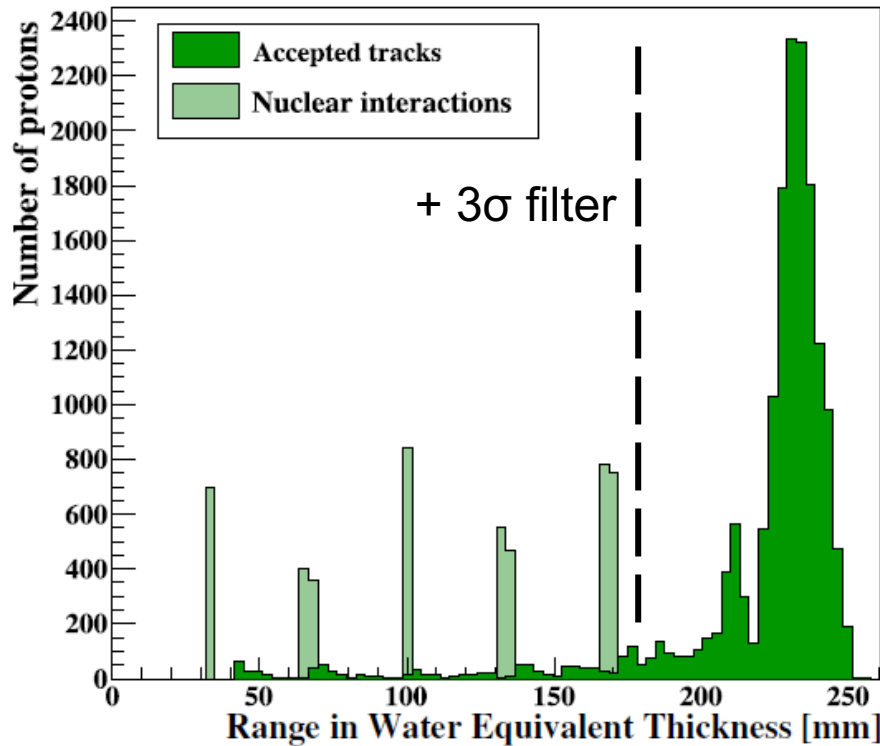 2400
2200
2000
1800
1600
1400
1200
1000
800
600
400
200
0
Number of protons
Accepted tracks
Nuclear interactions
+ 3σ filter
0 50 100 150 200 250
Range in Water Equivalent Thickness [mm]